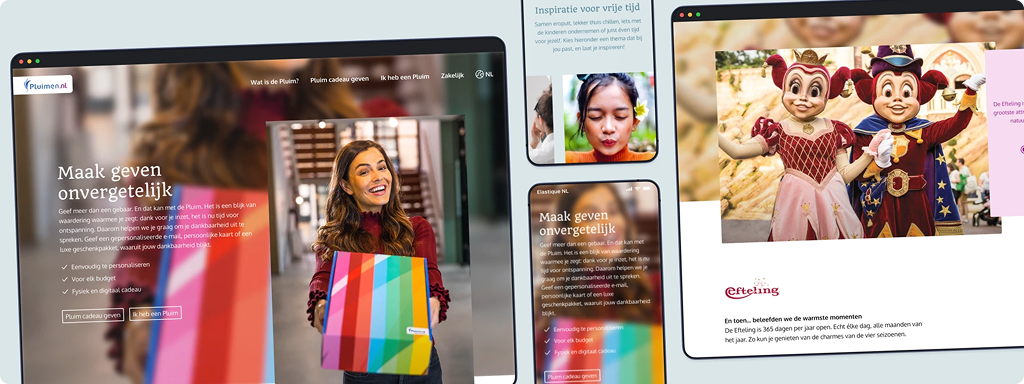 Pluimen.nl
Wat is de Pluim?
Pluim cadeau geven
Ik heb een Pluim
Zakelijk
NL
Maak geven
onvergetelijk
Geef meer dan een gebaar. En dat kan met de Pluim. Het is een blijk van
waardering waarmee je zegt: dank voor je inzet, het is nu tijd voor
ontspanning. Daarom helpen we je graag om je dankbaarheid uit te
spreken. Geef een gepersonaliseerde e-mail, persoonlijke kaart of een
luxe geschenkpakket, waaruit jouw dankbaarheid blijkt.
Eenvoudig te personaliseren
Voor elk budget
Fysiek en digitaal cadeau
Pluim cadeau geven
Ik heb een Pluim
Inspiratie voor vrije tijd
Samen eropuit, lekker thuis chillen, iets met
de kinderen ondernemen of juist even tijd
voor jezelf. Kies hieronder een thema dat bij
jou past, en laat je inspireren!
Elastique NL
Maak geven
onvergetelijk
Geef meer dan een gebaar. En dat
kan met de Pluim. Het is een blijk van
waardering waarmee je zegt: dank
voor je inzet, het is nu tijd voor
ontspanning. Daarom helpen we je
graag om je dankbaarheid uit te
spreken. Geef een gepersonaliseerde
e-mail, persoonlijke kaart of een luxe
geschenkpakket, waaruit jouw dankbaarheid
blijkt.
Eenvoudig te personaliseren
Voor elk budget
Fysiek en digitaal cadeau
Pluim cadeau geven
De Efteling
grootste attr
natuu
Efteling
En toen... beleefden we de warmste momenten
De Efteling is 365 dagen per jaar open. Echt élke dag, alle maanden van
het jaar. Zo kun je genieten van de charmes van de vier seizoenen.